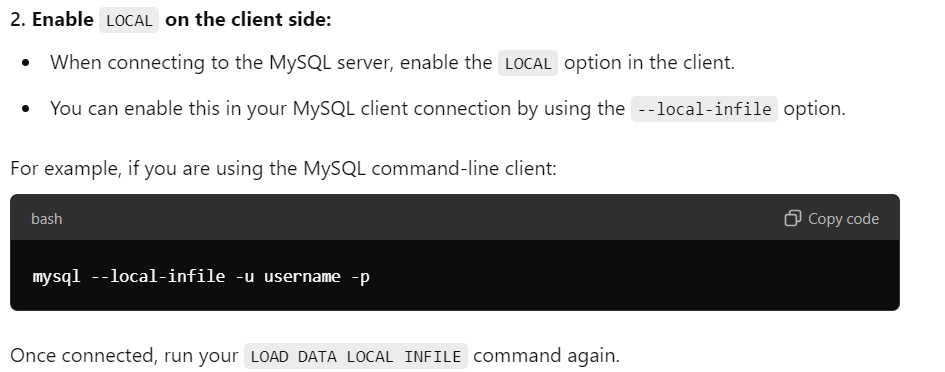 2. Enable LOCAL on the client side:
• When connecting to the MySQL server, enable the LOCAL option in the client.
• You can enable this in your MySQL client connection by using the --local-infile option.
For example, if you are using the MySQL command-line client:
bash Copy code
mysql --local-infile -u username -p
Once connected, run your LOAD DATA LOCAL INFILE command again.